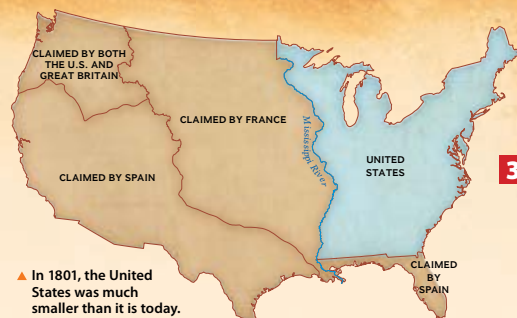 CLAIMED BY BOTH
THE U.S. AND
GREAT BRITAIN
CLAIMED BY FRANCE
Mississippi River
UNITED
STATES
CLAIMED BY SPAIN
3
CLAIMED
BY
SPAIN
▲ In 1801, the United
States was much
smaller than it is today.